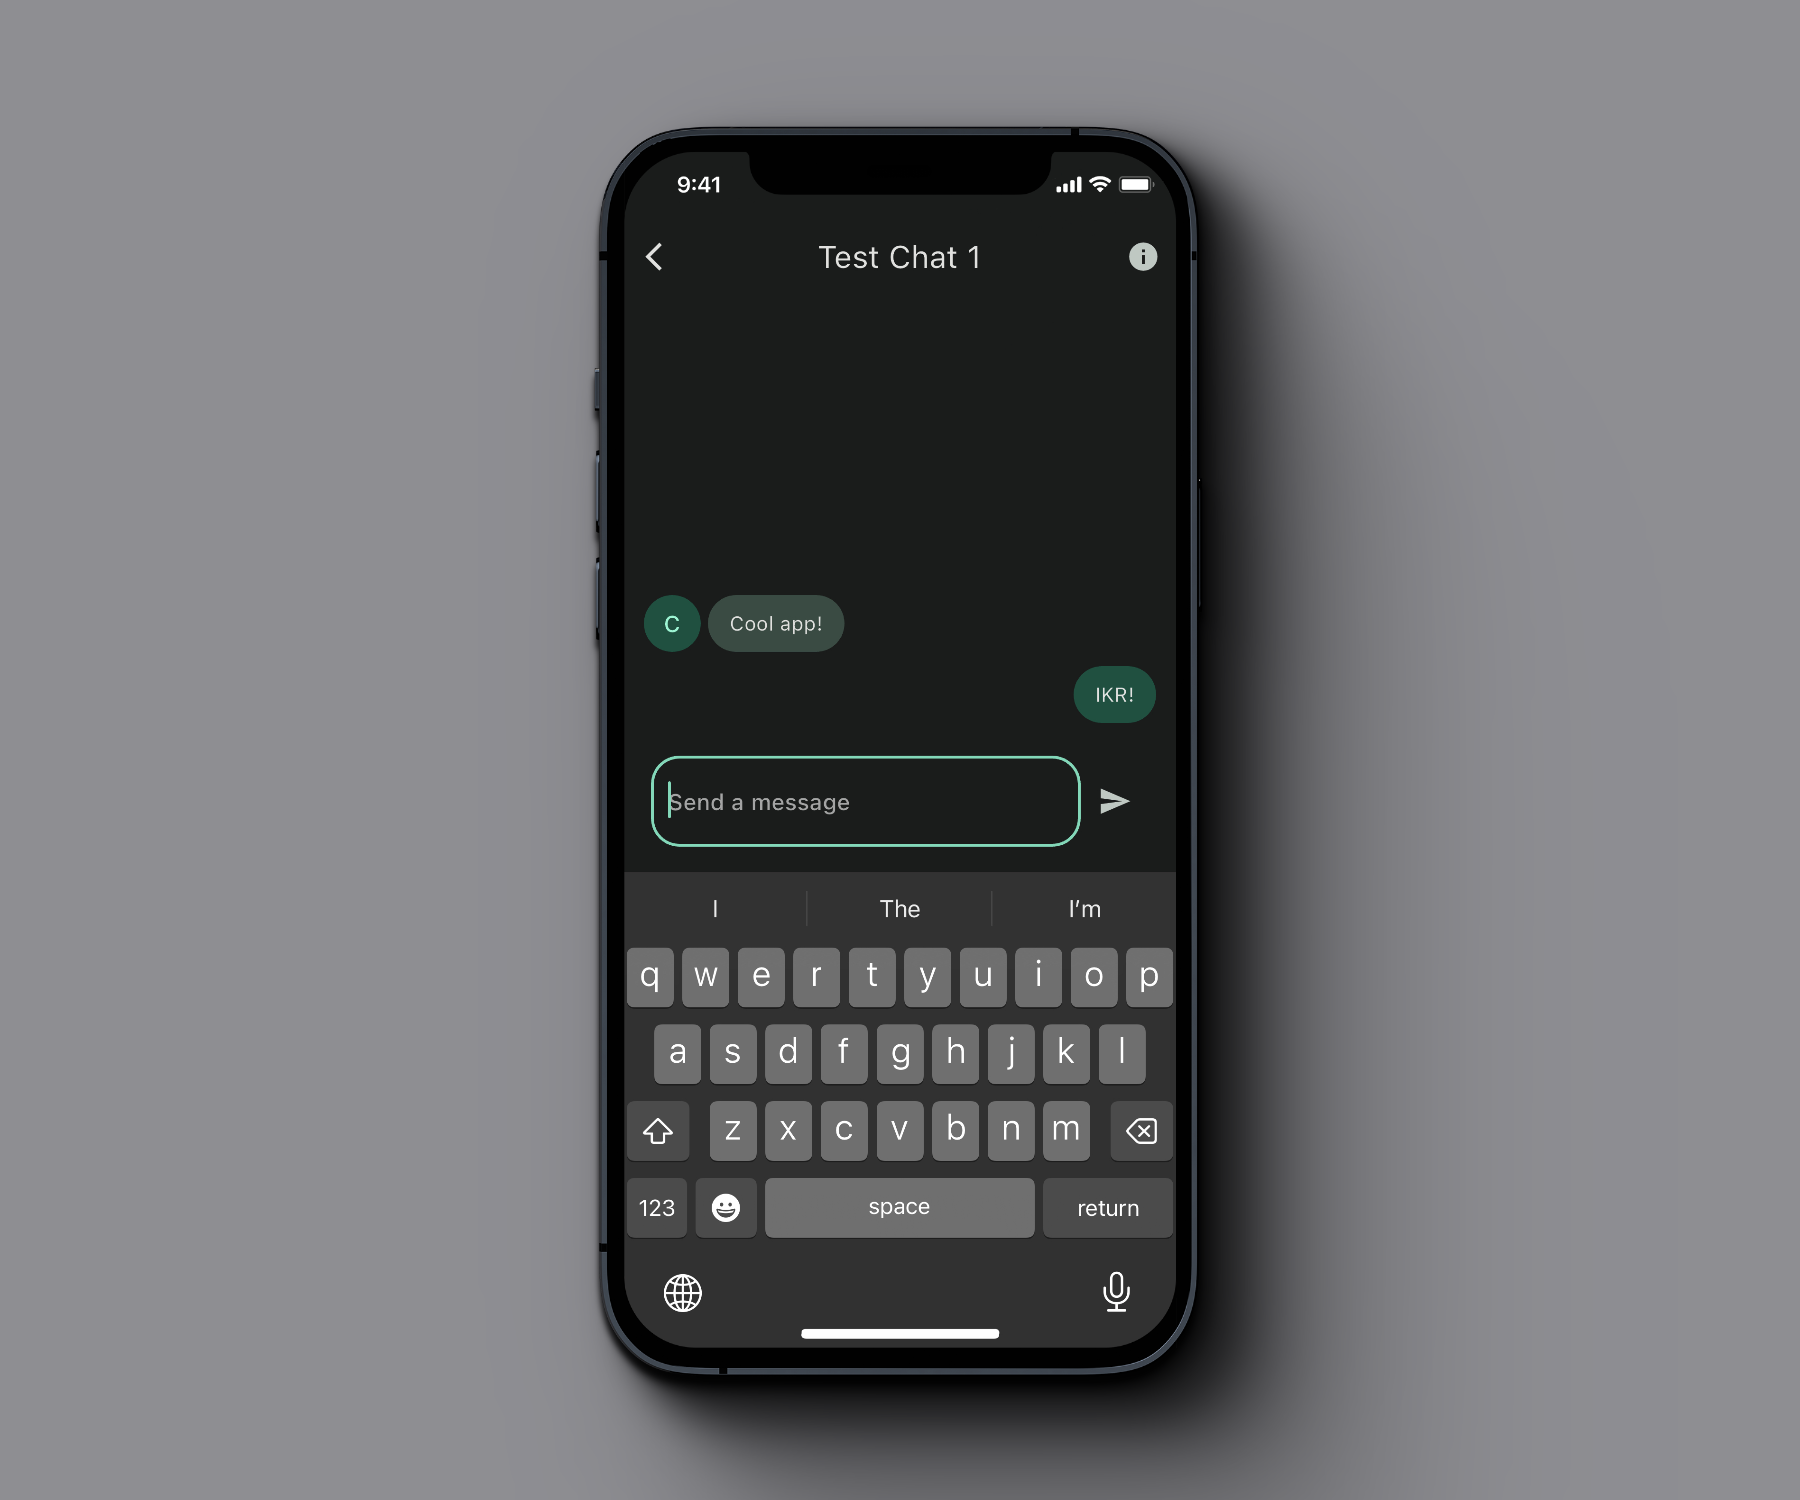 9:41
Test Chat 1
C Cool app!
IKR!
Send a message
I The I'm
q w e r t y u i o p
a s d f g h j k l
z x c v b n m
123 space return